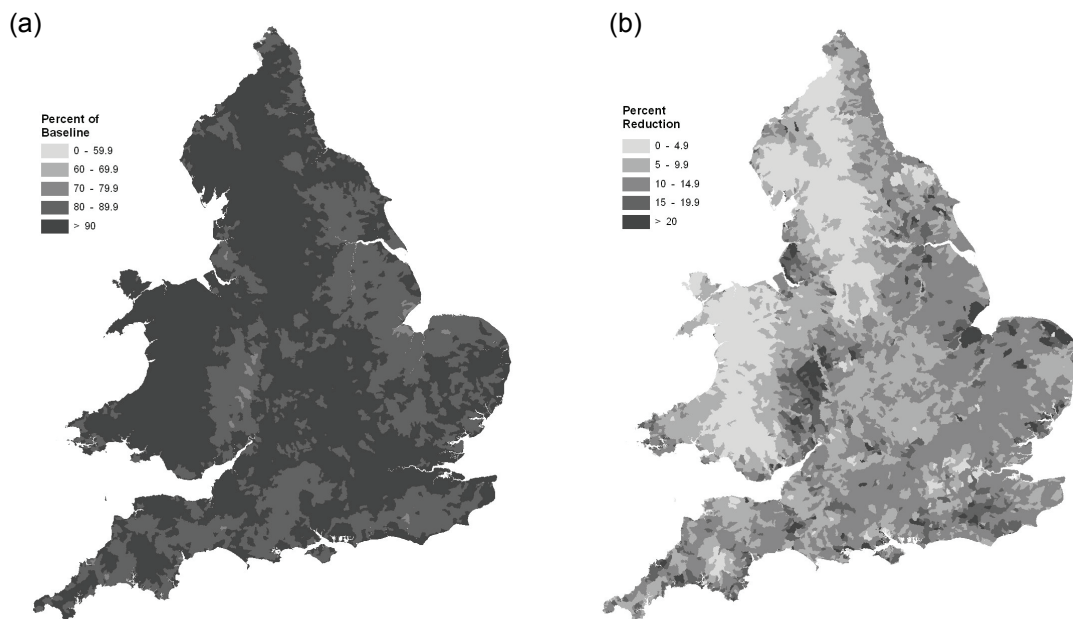 (a)
Percent of
Baseline
0 - 59.9
60 - 69.9
70 - 79.9
80 - 89.9
> 90
(b)
Percent
Reduction
0 - 4.9
5 - 9.9
10 - 14.9
15 - 19.9
> 20